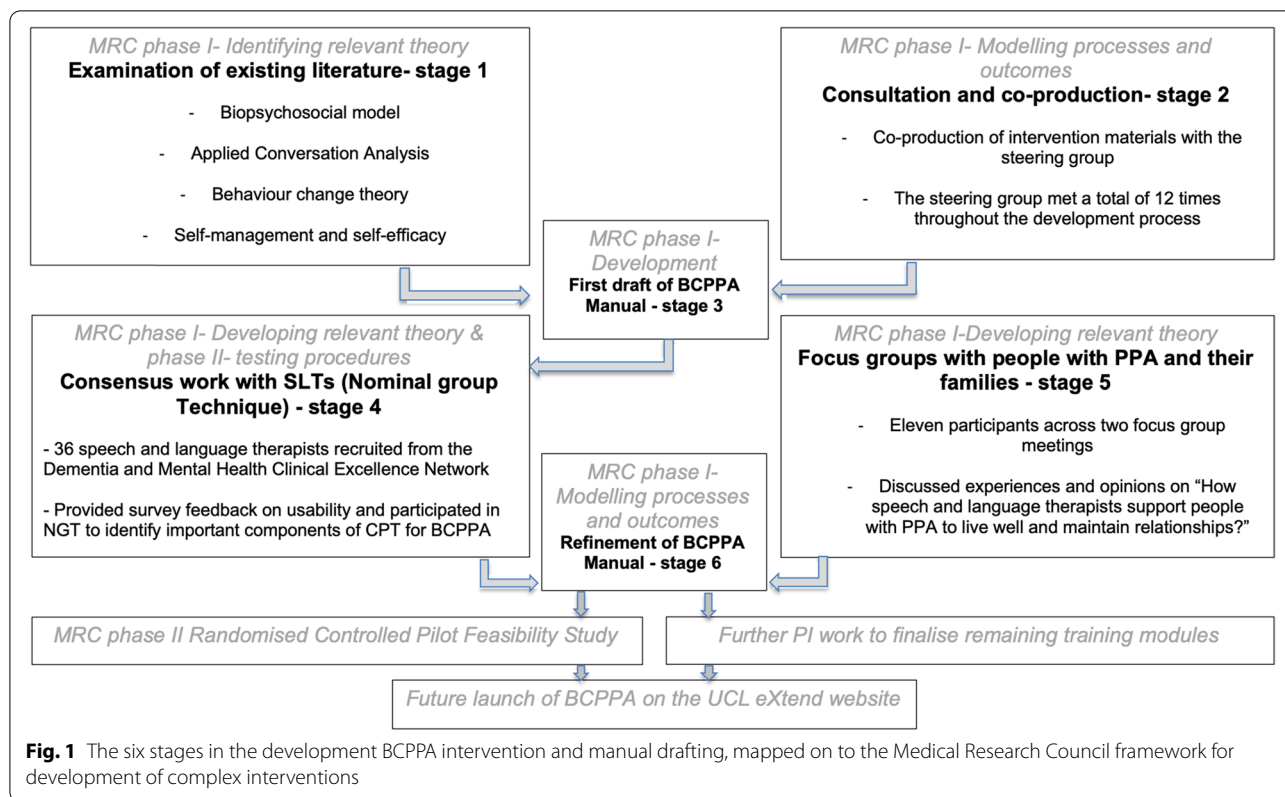 MRC phase I- Identifying relevant theory
Examination of existing literature- stage 1
- Biopsychosocial model
- Applied Conversation Analysis
- Behaviour change theory
- Self-management and self-efficacy
MRC phase I- Modelling processes and
outcomes
Consultation and co-production- stage 2
- Co-production of intervention materials with the
steering group
- The steering group met a total of 12 times
throughout the development process
MRC phase I-
Development
First draft of BCPPA
Manual - stage 3
MRC phase I- Developing relevant theory &
phase II- testing procedures
Consensus work with SLTs (Nominal group
Technique) - stage 4
- 36 speech and language therapists recruited from the
Dementia and Mental Health Clinical Excellence Network
- Provided survey feedback on usability and participated in
NGT to identify important components of CPT for BCPPA
MRC phase I-Developing relevant theory
Focus groups with people with PPA and their
families - stage 5
- Eleven participants across two focus group
meetings
- Discussed experiences and opinions on “How
speech and language therapists support people
with PPA to live well and maintain relationships?”
MRC phase I-
Modelling processes
and outcomes
Refinement of BCPPA
Manual - stage 6
MRC phase II Randomised Controlled Pilot Feasibility Study
Further PI work to finalise remaining training modules
Future launch of BCPPA on the UCL eXtend website
Fig. 1 The six stages in the development BCPPA intervention and manual drafting, mapped on to the Medical Research Council framework for
development of complex interventions